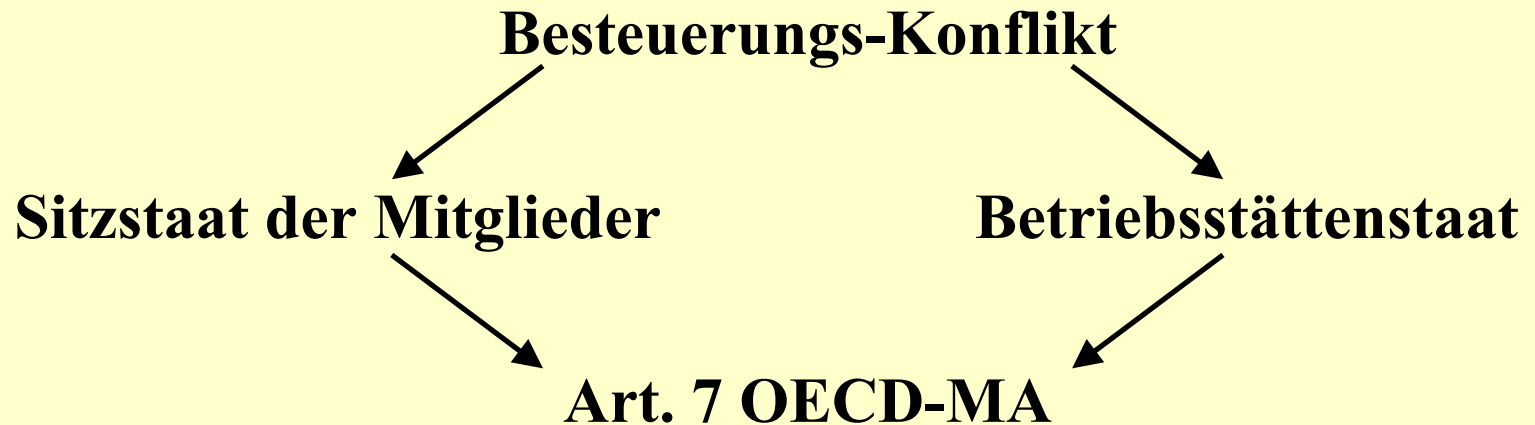 Besteuerungs-Konflikt
Sitzstaat der Mitglieder
Betriebsstättenstaat
Art. 7 OECD-MA